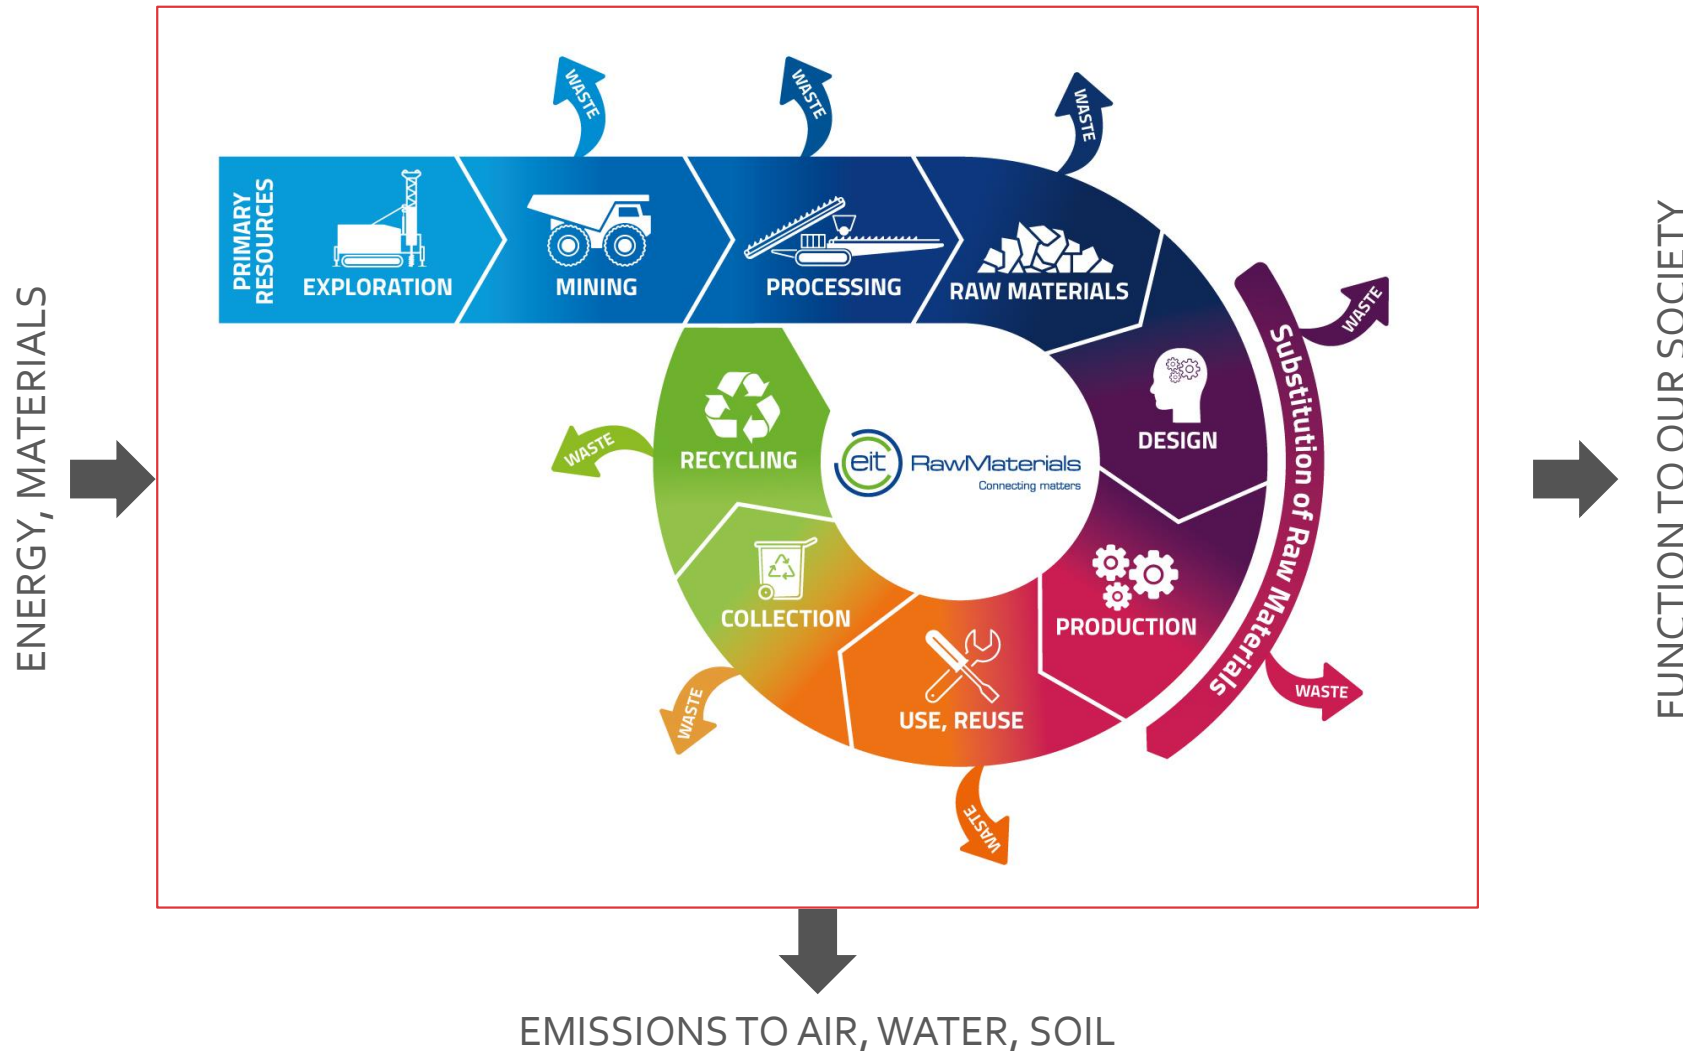 ENERGY, MATERIALS
WASTE
WASTE
WASTE
PRIMARY
RESOURCES
EXPLORATION
MINING
PROCESSING
RAW MATERIALS
DESIGN
Substitution of Raw Materials
WASTE
PRODUCTION
WASTE
USE, REUSE
WASTE
COLLECTION
WASTE
RECYCLING
WASTE
eit RawMaterials
Connecting matters
FUNCTION TO OUR SOCIETY
EMISSIONS TO AIR, WATER, SOIL